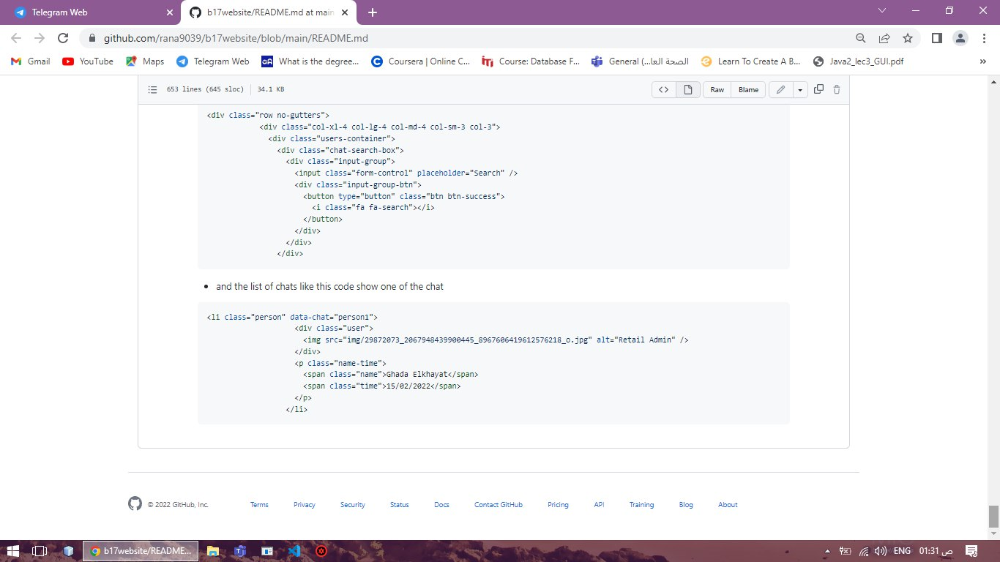 Telegram Web
b17website/README.md at main
github.com/rana9039/b17website/blob/main/README.md
Gmail YouTube Maps Telegram Web What is the degree... Coursera | Online C... Course: Database F... General (...الصحة العا Learn To Create A B... Java2_lec3_GUI.pdf »
653 lines (645 sloc) 34.1 KB <> Raw Blame
<div class="row no-gutters">
<div class="col-xl-4 col-lg-4 col-md-4 col-sm-3 col-3">
<div class="users-container">
<div class="chat-search-box">
<div class="input-group">
<input class="form-control" placeholder="Search" />
<div class="input-group-btn">
<button type="button" class="btn btn-success">
<i class="fa fa-search"></i>
</button>
</div>
</div>
</div>
• and the list of chats like this code show one of the chat
<li class="person" data-chat="person1">
<div class="user">
<img src="img/29872073_2067948439900445_8967606419612576218_o.jpg" alt="Retail Admin" />
</div>
<p class="name-time">
<span class="name">Ghada Elkhayat</span>
<span class="time">15/02/2022</span>
</p>
</li>
© 2022 GitHub, Inc. Terms Privacy Security Status Docs Contact GitHub Pricing API Training Blog About
b17website/README... ENG 01:31 ص